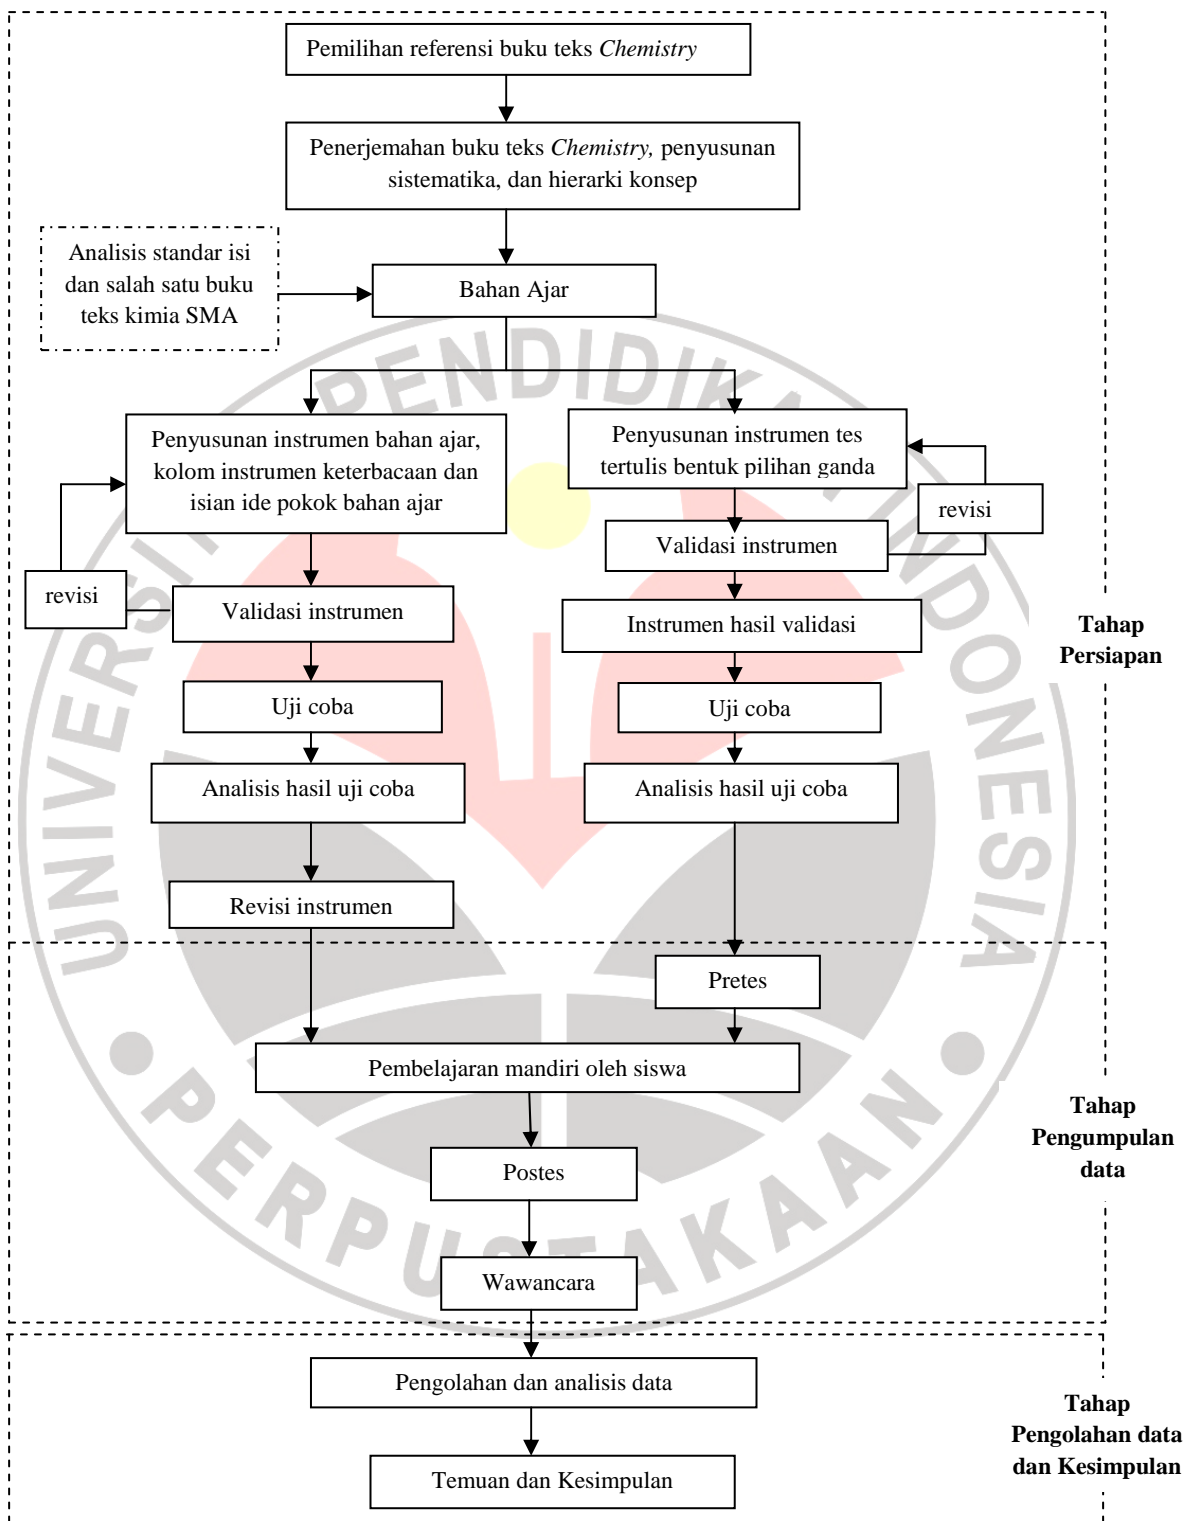 Pemilihan referensi buku teks Chemistry
Penerjemahan buku teks Chemistry, penyusunan
sistematika, dan hierarki konsep
Analisis standar isi
dan salah satu buku
teks kimia SMA
Bahan Ajar
Penyusunan instrumen bahan ajar,
kolom instrumen keterbacaan dan
isian ide pokok bahan ajar
Penyusunan instrumen tes
tertulis bentuk pilihan ganda
revisi
Validasi instrumen
revisi
Validasi instrumen
Instrumen hasil validasi
Tahap
Persiapan
Uji coba
Uji coba
Analisis hasil uji coba
Analisis hasil uji coba
Revisi instrumen
Pretes
Pembelajaran mandiri oleh siswa
Tahap
Pengumpulan
data
Postes
Wawancara
Pengolahan dan analisis data
Tahap
Pengolahan data
dan Kesimpulan
Temuan dan Kesimpulan
UNIVERSITAS PENDIDIKAN INDONESIA
PERPUSTAKAAN